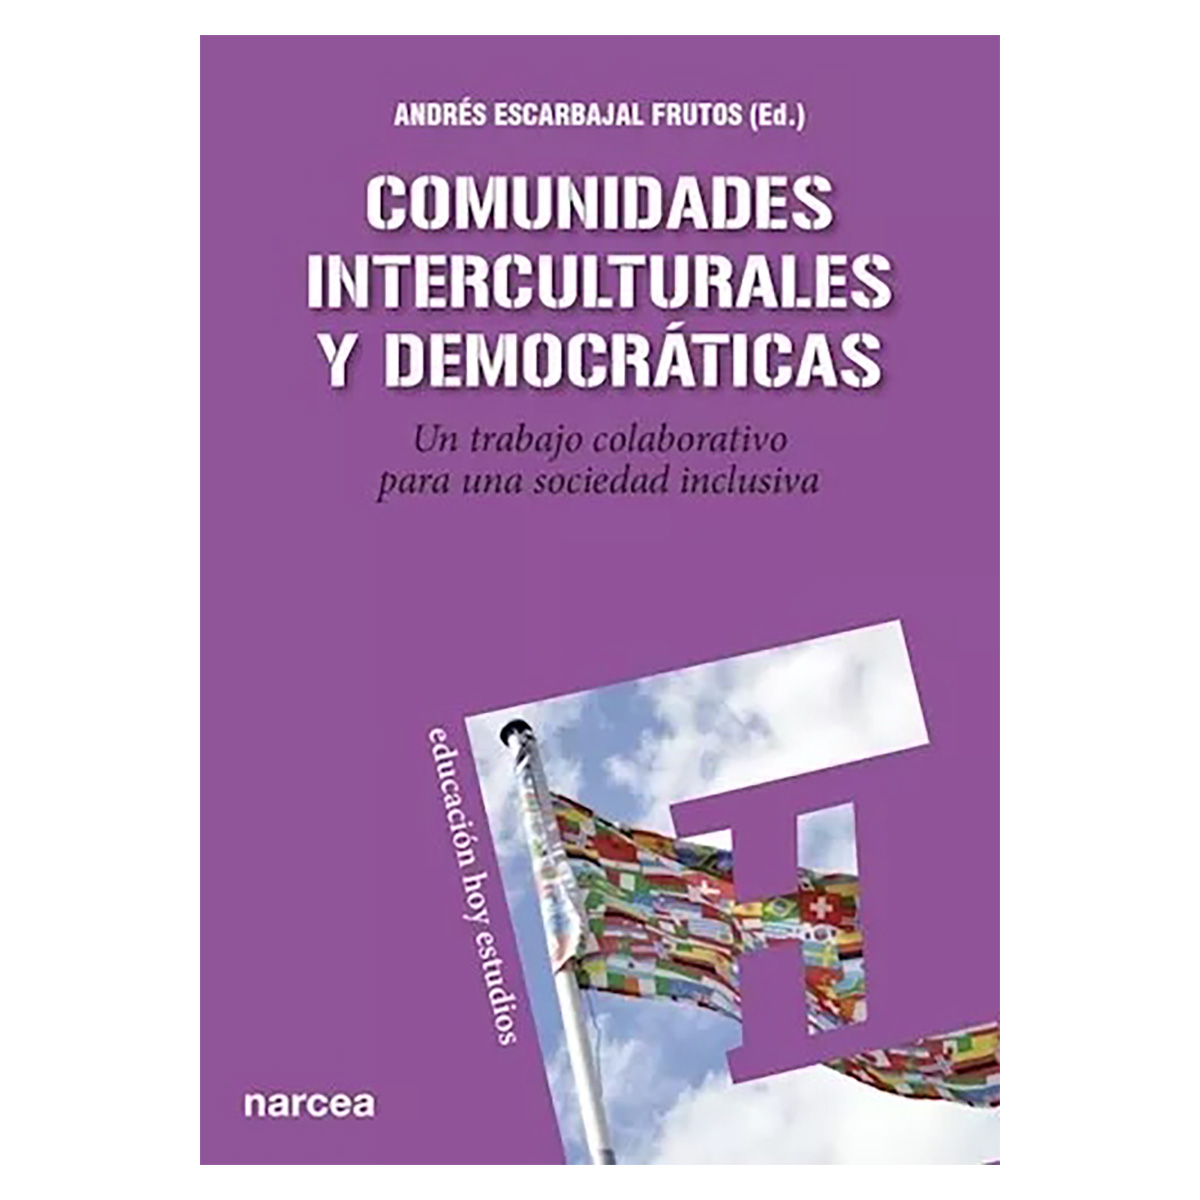 ANDRÉS ESCARBAJAL FRUTOS (Ed.)
COMUNIDADES
INTERCULTURALES
Y DEMOCRÁTICAS
Un trabajo colaborativo
para una sociedad inclusiva
educación hoy estudios
narcea